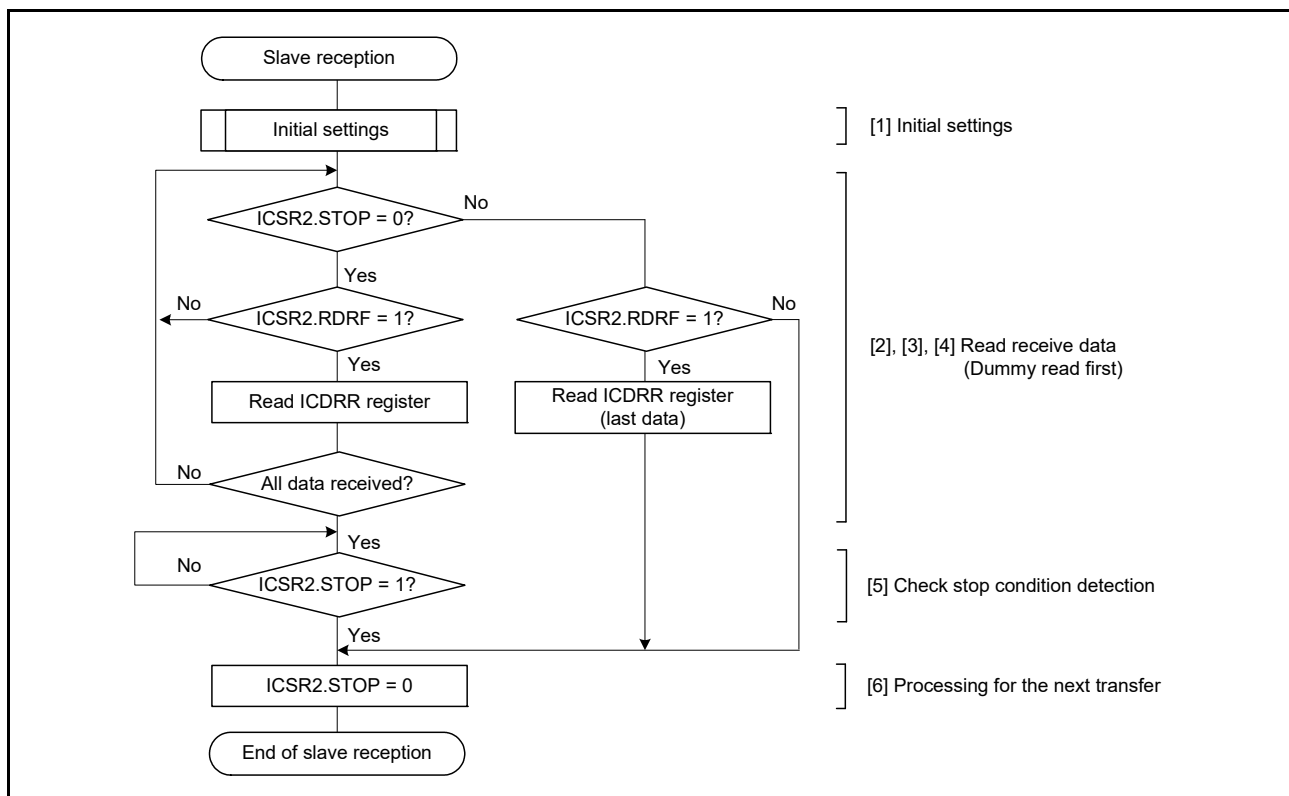 Slave reception
Initial settings
[1] Initial settings
ICSR2.STOP = 0?
No
Yes
No
ICSR2.RDRF = 1?
ICSR2.RDRF = 1?
No
[2], [3], [4] Read receive data
(Dummy read first)
Yes
Yes
Read ICDRR register
Read ICDRR register
(last data)
No
All data received?
Yes
No
ICSR2.STOP = 1?
[5] Check stop condition detection
Yes
ICSR2.STOP = 0
[6] Processing for the next transfer
End of slave reception